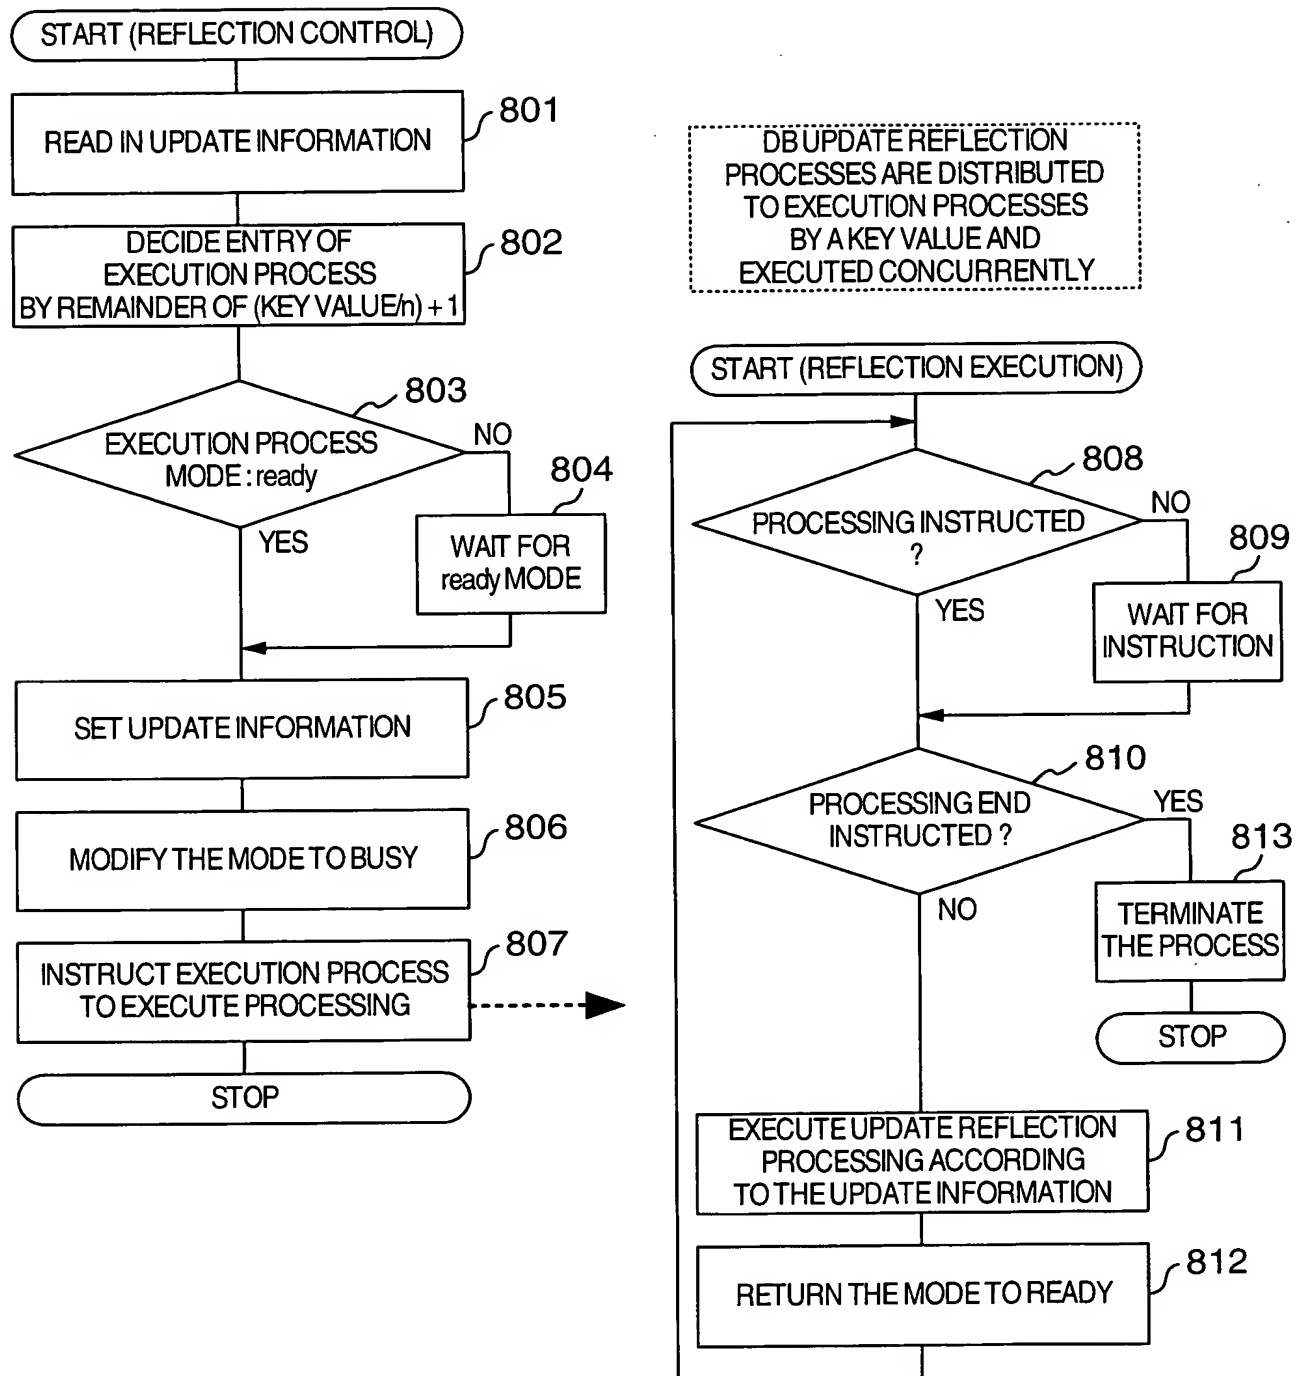 START (REFLECTION CONTROL)
801
READ IN UPDATE INFORMATION
802
DECIDE ENTRY OF
EXECUTION PROCESS
BY REMAINDER OF (KEY VALUE/n) + 1
803
EXECUTION PROCESS
MODE : ready
NO
YES
804
WAIT FOR
ready MODE
805
SET UPDATE INFORMATION
806
MODIFY THE MODE TO BUSY
807
INSTRUCT EXECUTION PROCESS
TO EXECUTE PROCESSING
STOP
DB UPDATE REFLECTION
PROCESSES ARE DISTRIBUTED
TO EXECUTION PROCESSES
BY A KEY VALUE AND
EXECUTED CONCURRENTLY
START (REFLECTION EXECUTION)
808
PROCESSING INSTRUCTED
?
NO
YES
809
WAIT FOR
INSTRUCTION
810
PROCESSING END
INSTRUCTED ?
YES
NO
813
TERMINATE
THE PROCESS
STOP
811
EXECUTE UPDATE REFLECTION
PROCESSING ACCORDING
TO THE UPDATE INFORMATION
812
RETURN THE MODE TO READY